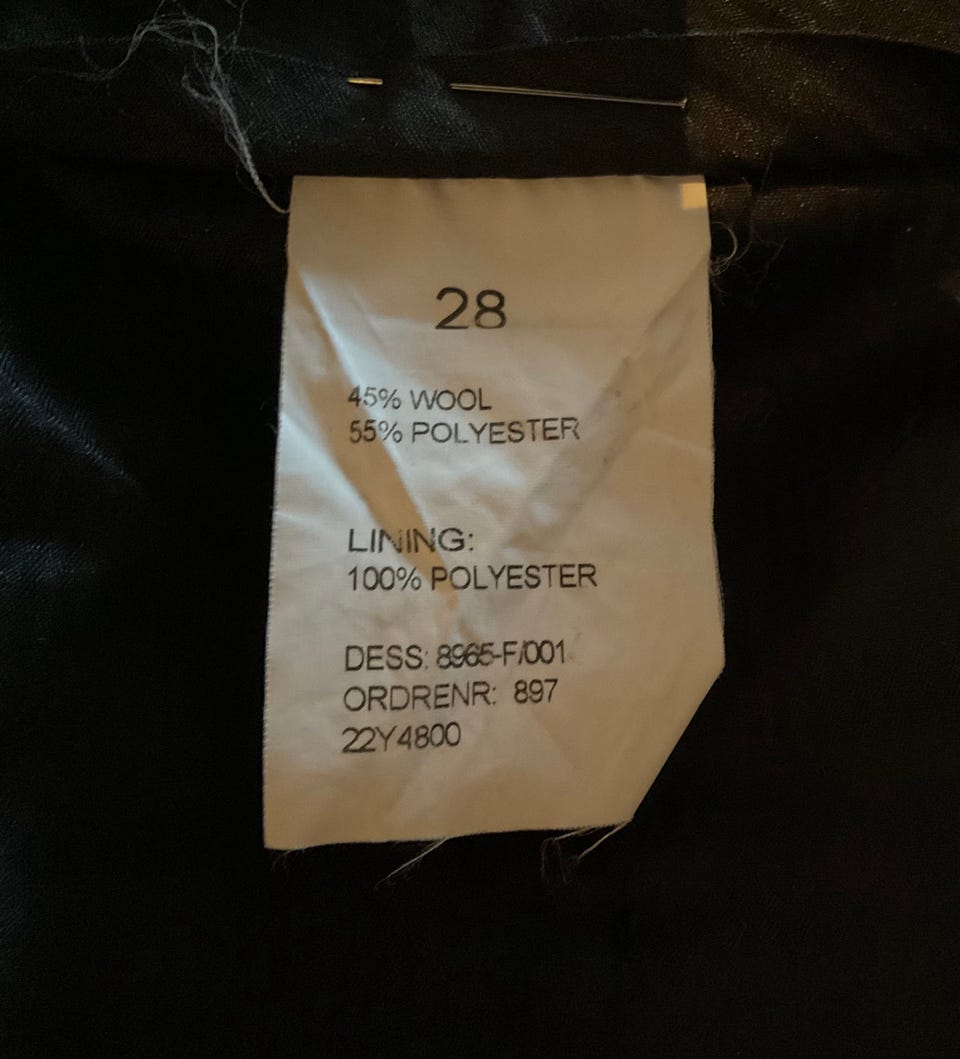 28
45% WOOL
55% POLYESTER
LINING:
100% POLYESTER
DESS: 8965-F/001
ORDRENR: 897
22Y4800